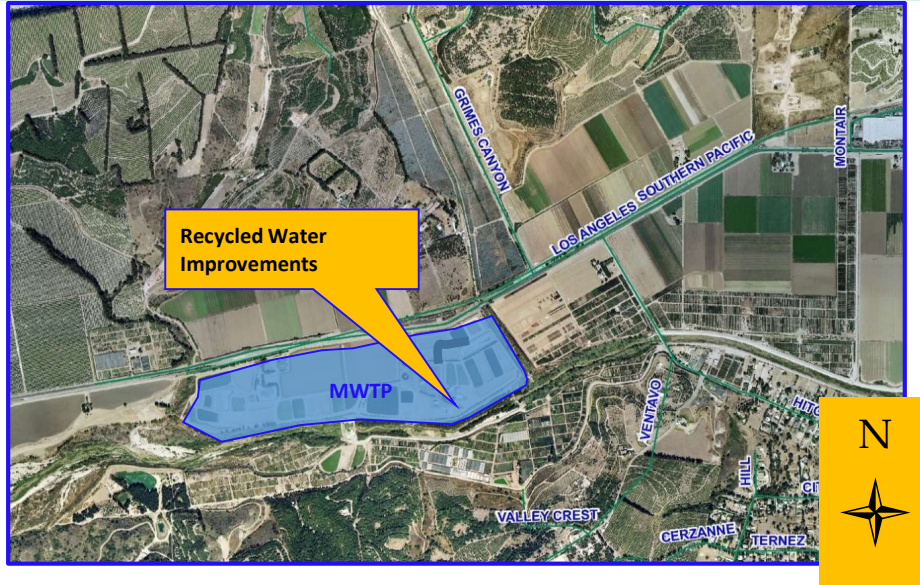 GRIMES CANYON
MONTAIR
LOS ANGELES SOUTHERN PACIFIC
Recycled Water
Improvements
MWTP
VENTAVO
HILL
VALLEY CREST
CERZANNE
TERNEZ
N